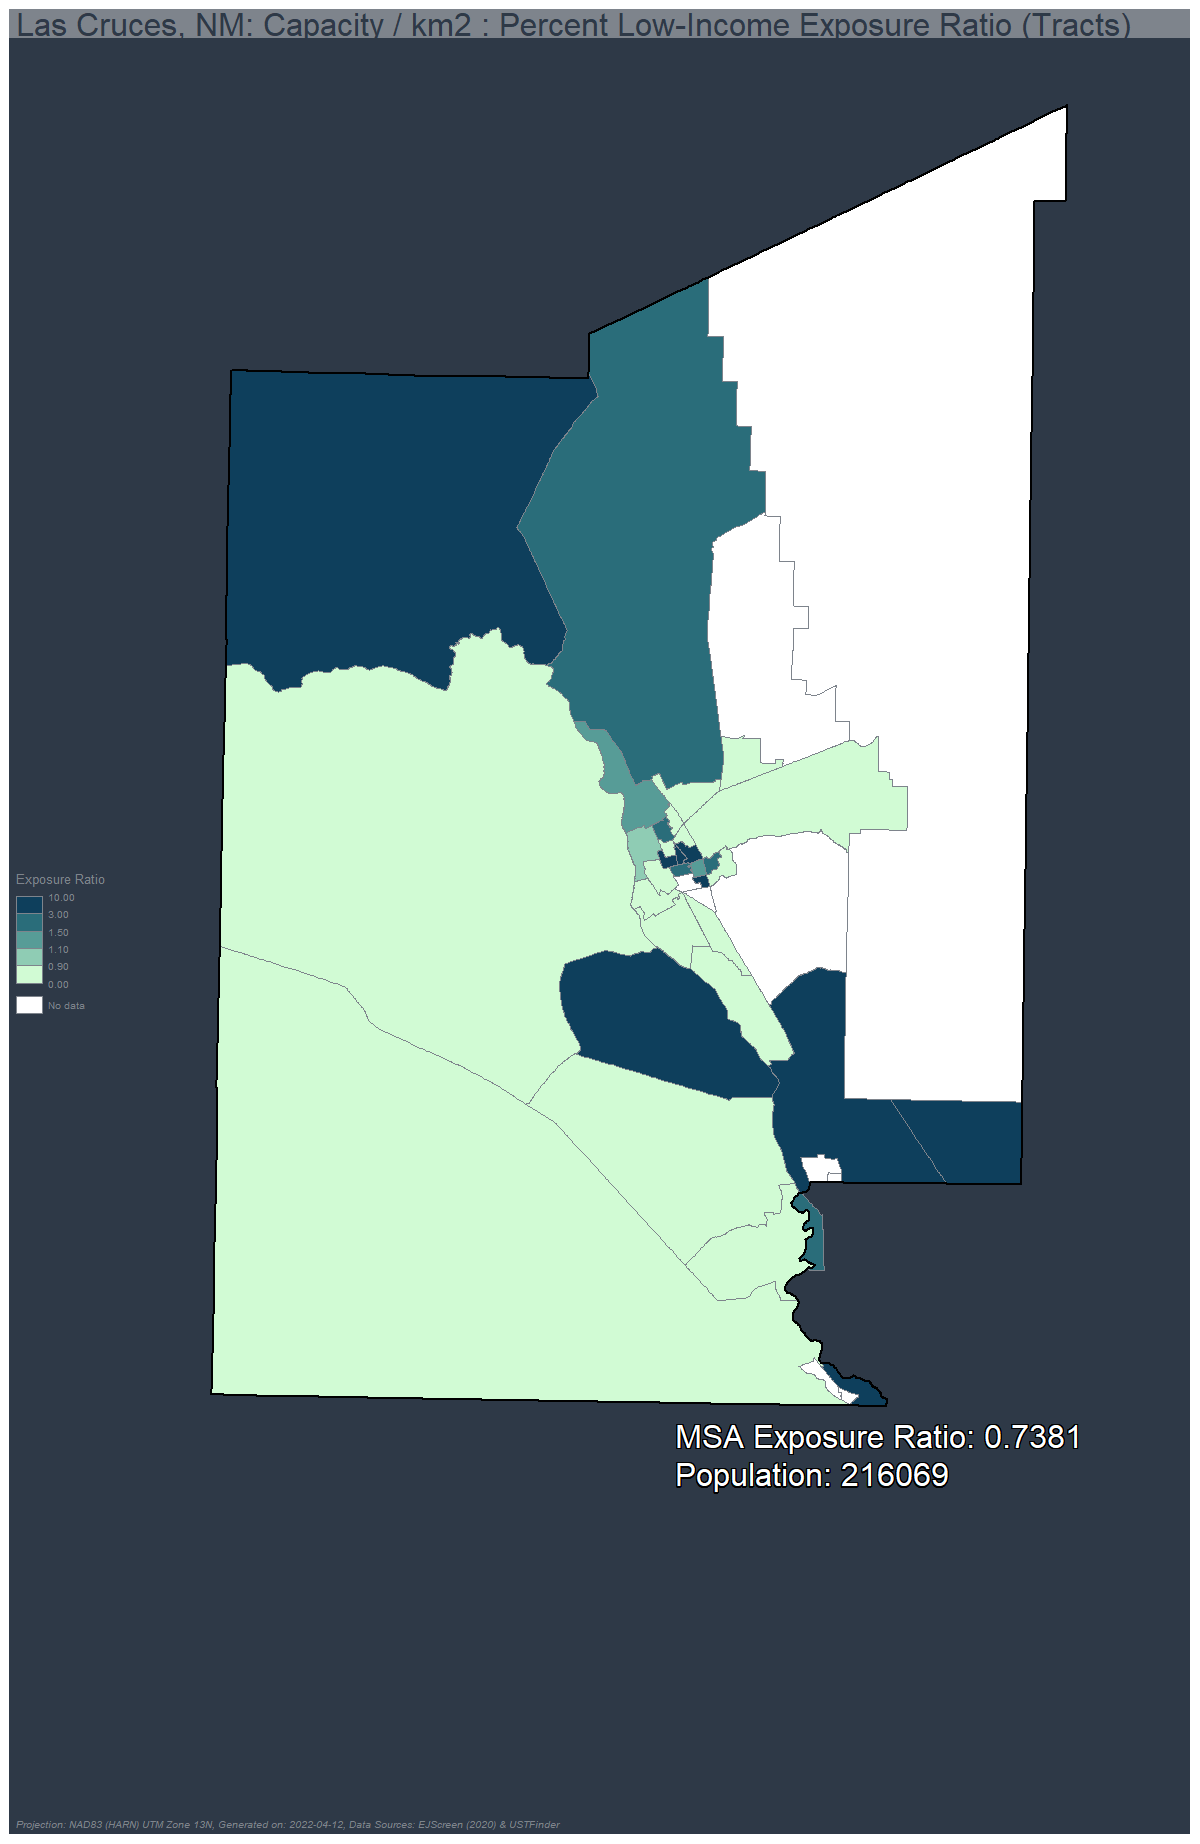 Las Cruces, NM: Capacity / km2 : Percent Low-Income Exposure Ratio (Tracts)
Exposure Ratio
10.00
3.00
1.50
1.10
0.90
0.00
No data
MSA Exposure Ratio: 0.7381
Population: 216069
Projection: NAD83 (HARN) UTM Zone 13N, Generated on: 2022-04-12, Data Sources: EJScreen (2020) & USTFinder